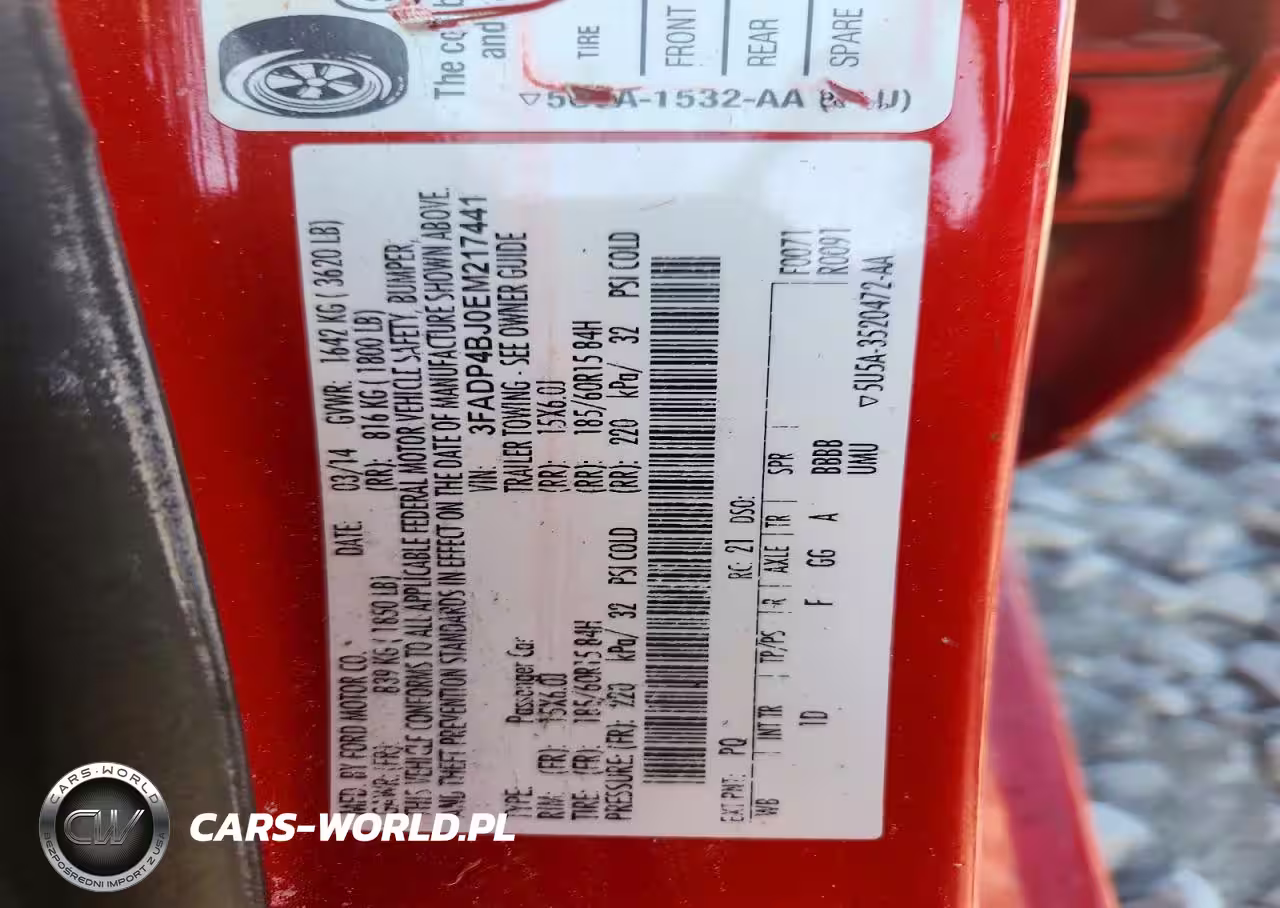 The co
and
TIRE
FRONT
REAR
SPARE
-1532-AA
MFD. BY FORD MOTOR CO. DATE: 03/14 GVWR: 1642 KG ( 3620 LB)
(FR): 839 KG ( 1850 LB) (RR): 816 KG ( 1800 LB)
THIS VEHICLE CONFORMS TO ALL APPLICABLE FEDERAL MOTOR VEHICLE SAFETY, BUMPER,
AND THEFT PREVENTION STANDARDS IN EFFECT ON THE DATE OF MANUFACTURE SHOWN ABOVE.
VIN: 3FADP4BJ0EM217441
TYPE: Passenger Car TRAILER TOWING - SEE OWNER GUIDE
RIM: (FR): 15X6.0J (RR): 15X6.0J
TIRE: (FR): 185/60R15 84H (RR): 185/60R15 84H
PRESSURE (FR): 220 kPa/ 32 PSI COLD (RR): 220 kPa/ 32 PSI COLD
EXT PNT: PQ RC: 21 DSO:
WB INT TR TP/PS R AXLE TR SPR F0071
1D F GG A BBBB R0091
UMU
▽5U5A-3520472-AA
CARS-WORLD
CW
BEZPOŚREDNI IMPORT Z USA
CARS-WORLD.PL